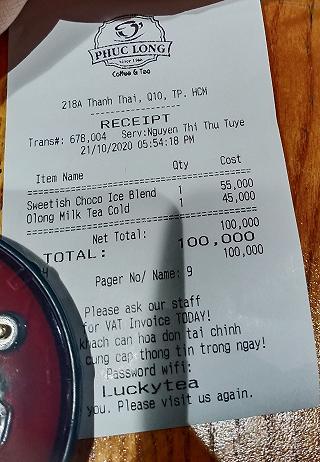 PHUC LONG
Since 1968
Coffee & Tea
218A Thanh Thai, Q10, TP. HCM
RECEIPT
Trans#: 678,004 Serv:Nguyen Thi Thu Tuye
21/10/2020 05:54:18 PM
Item Name Qty Cost
Sweetish Choco Ice Blend 1 55,000
Olong Milk Tea Cold 1 45,000
Net Total: 100,000
TOTAL: 100,000
100,000
Pager No/ Name: 9
Please ask our staff
for VAT Invoice TODAY!
khach can hoa don tai chinh
cung cap thong tin trong ngay!
Password wifi:
Luckytea
you. Please visit us again.